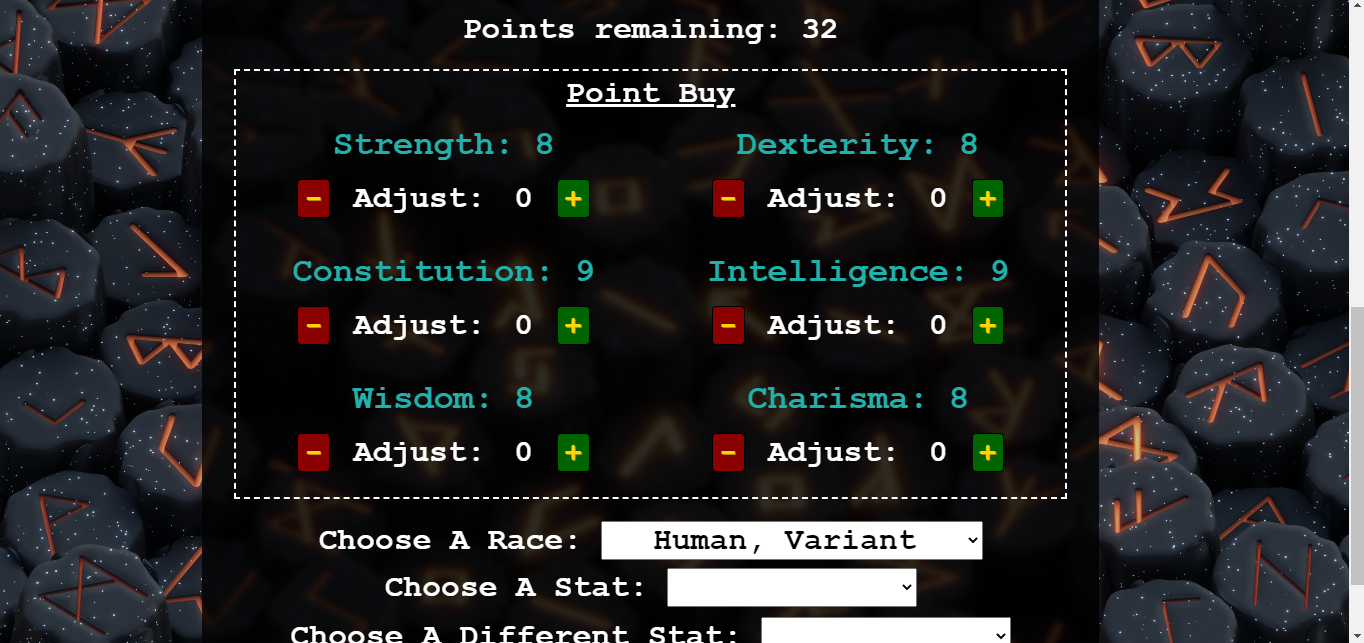 Points remaining: 32
Point Buy
Strength: 8
Dexterity: 8
- Adjust: 0 +
- Adjust: 0 +
Constitution: 9
Intelligence: 9
- Adjust: 0 +
- Adjust: 0 +
Wisdom: 8
Charisma: 8
- Adjust: 0 +
- Adjust: 0 +
Choose A Race: Human, Variant
Choose A Stat:
Choose A Different Stat: